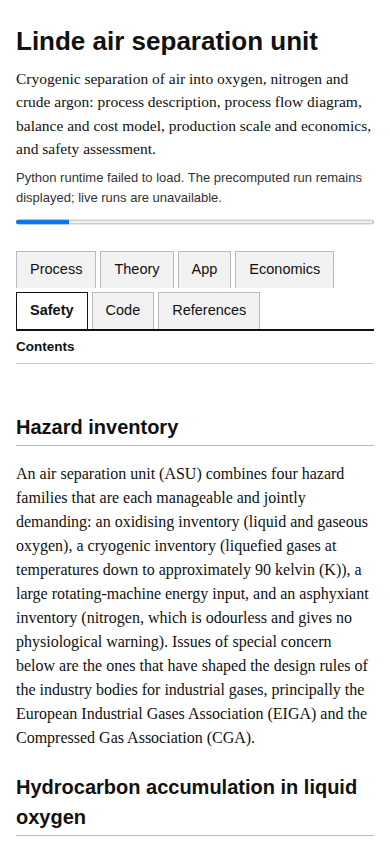 Linde air separation unit
Cryogenic separation of air into oxygen, nitrogen and
crude argon: process description, process flow diagram,
balance and cost model, production scale and economics,
and safety assessment.
Python runtime failed to load. The precomputed run remains
displayed; live runs are unavailable.
Process Theory App Economics
Safety Code References
Contents
Hazard inventory
An air separation unit (ASU) combines four hazard
families that are each manageable and jointly
demanding: an oxidising inventory (liquid and gaseous
oxygen), a cryogenic inventory (liquefied gases at
temperatures down to approximately 90 kelvin (K)), a
large rotating-machine energy input, and an asphyxiant
inventory (nitrogen, which is odourless and gives no
physiological warning). Issues of special concern
below are the ones that have shaped the design rules of
the industry bodies for industrial gases, principally the
European Industrial Gases Association (EIGA) and the
Compressed Gas Association (CGA).
Hydrocarbon accumulation in liquid
oxygen